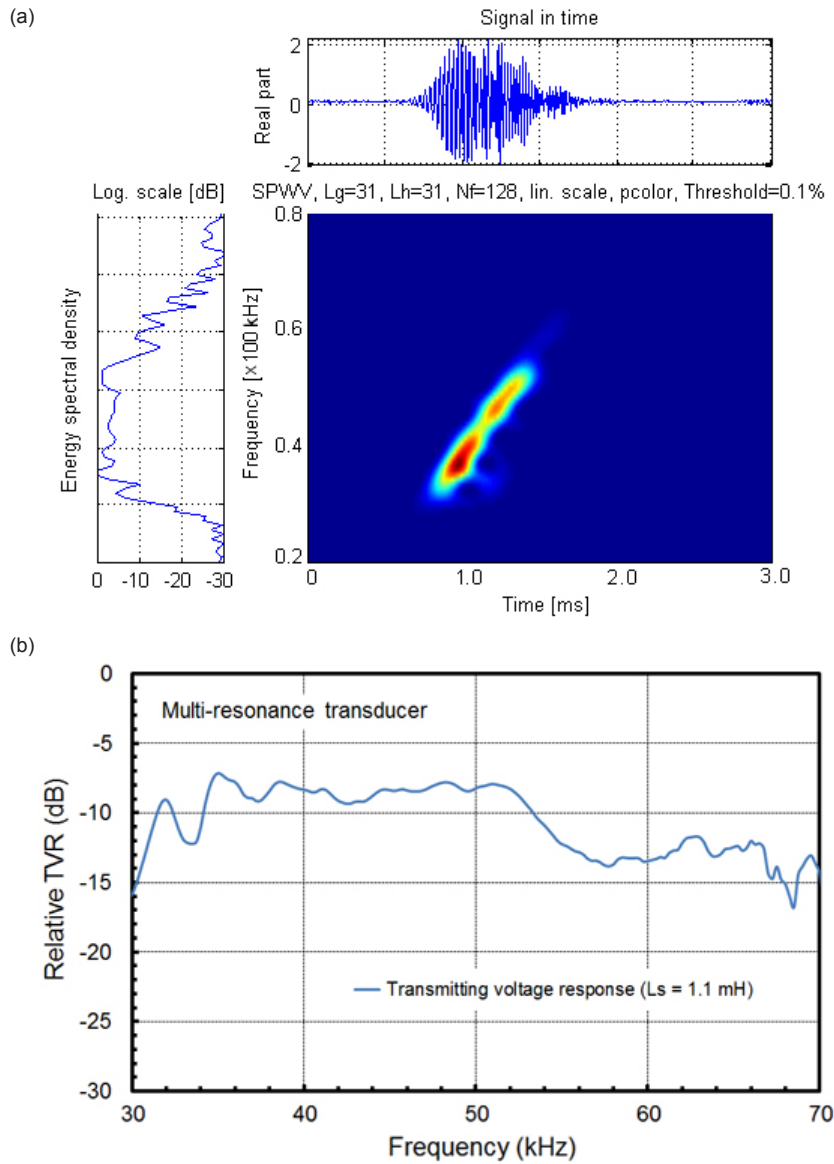 (a)
Signal in time
2
0
-2
Real part
Log. scale [dB]
SPWV, Lg=31, Lh=31, Nf=128, lin. scale, pcolor, Threshold=0.1%
Energy spectral density
0 -10 -20 -30
Frequency [×100 kHz]
0.8
0.6
0.4
0.2
0 1.0 2.0 3.0
Time [ms]
(b)
0
-5
-10
-15
-20
-25
-30
Relative TVR (dB)
Multi-resonance transducer
Transmitting voltage response (Ls = 1.1 mH)
30 40 50 60 70
Frequency (kHz)